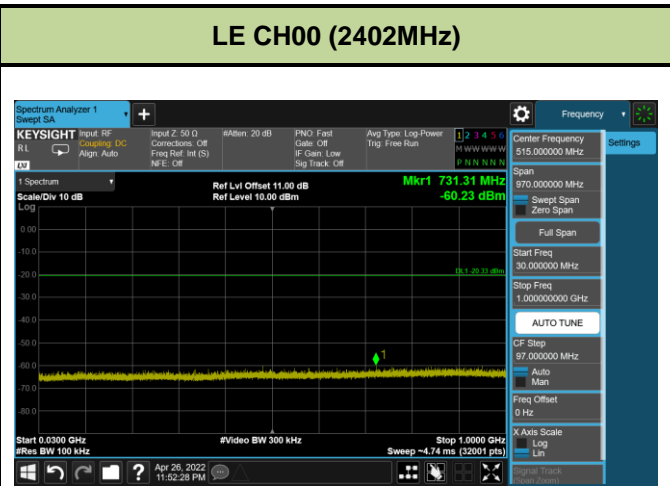 LE CH00 (2402MHz)
Spectrum Analyzer 1
Swept SA
+
Frequency
KEYSIGHT
RL
LXI
Input: RF
Coupling: DC
Align: Auto
Input Z: 50 Ω
Corrections: Off
Freq Ref: Int (S)
NFE: Off
#Atten: 20 dB
PNO: Fast
Gate: Off
IF Gain: Low
Sig Track: Off
Avg Type: Log-Power
Trig: Free Run
1 2 3 4 5 6
M W W W W W
P N N N N N
1 Spectrum
Scale/Div 10 dB
Log
Ref Lvl Offset 11.00 dB
Ref Level 10.00 dBm
Mkr1 731.31 MHz
-60.23 dBm
0.00
-10.0
-20.0
-30.0
-40.0
-50.0
-60.0
-70.0
-80.0
DL1 -20.33 dBm
1
Start 0.0300 GHz
#Res BW 100 kHz
#Video BW 300 kHz
Stop 1.0000 GHz
Sweep ~4.74 ms (32001 pts)
Center Frequency
515.000000 MHz
Settings
Span
970.000000 MHz
Swept Span
Zero Span
Full Span
Start Freq
30.000000 MHz
Stop Freq
1.000000000 GHz
AUTO TUNE
CF Step
97.000000 MHz
Auto
Man
Freq Offset
0 Hz
X Axis Scale
Log
Lin
Signal Track
(Span Zoom)
?
Apr 26, 2022
11:52:28 PM